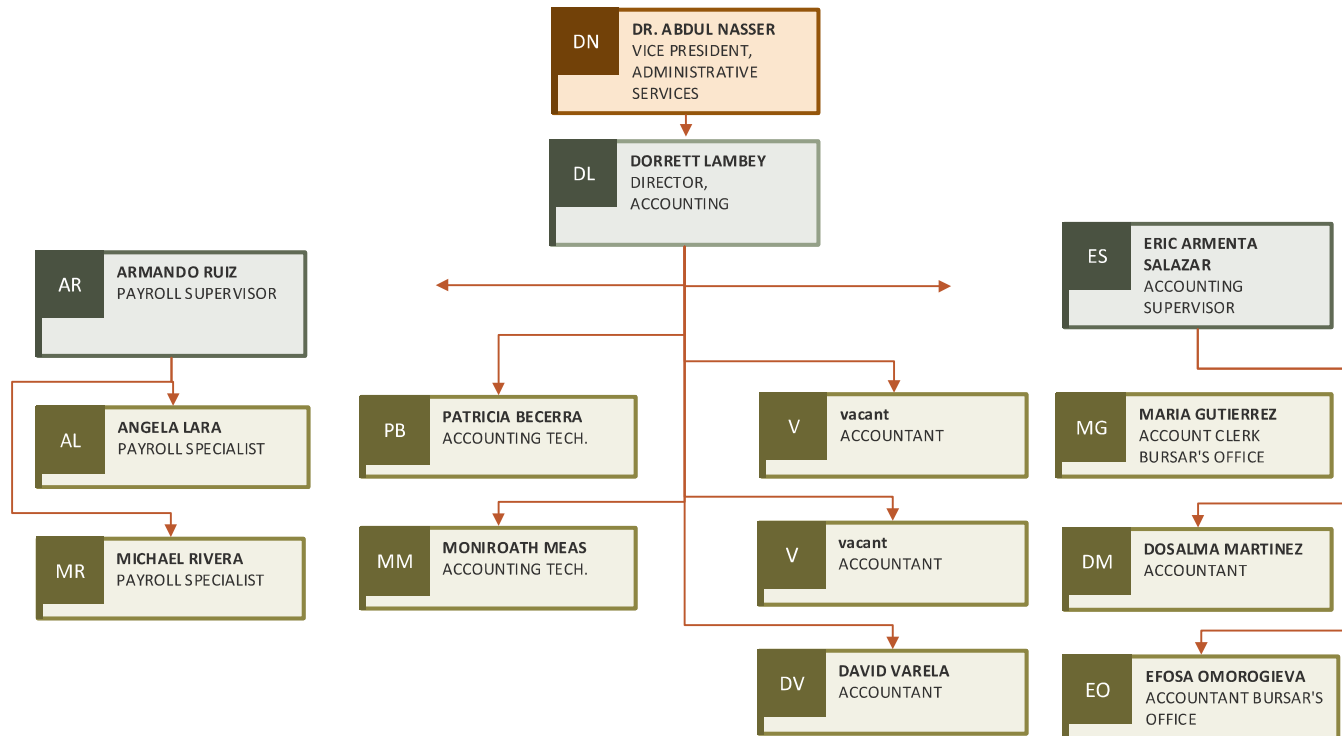 DN
DR. ABDUL NASSER
VICE PRESIDENT,
ADMINISTRATIVE
SERVICES
DL
DORRETT LAMBEY
DIRECTOR,
ACCOUNTING
AR
ARMANDO RUIZ
PAYROLL SUPERVISOR
ES
ERIC ARMENTA
SALAZAR
ACCOUNTING
SUPERVISOR
AL
ANGELA LARA
PAYROLL SPECIALIST
PB
PATRICIA BECERRA
ACCOUNTING TECH.
V
vacant
ACCOUNTANT
MG
MARIA GUTIERREZ
ACCOUNT CLERK
BURSAR'S OFFICE
MR
MICHAEL RIVERA
PAYROLL SPECIALIST
MM
MONIROATH MEAS
ACCOUNTING TECH.
V
vacant
ACCOUNTANT
DM
DOSALMA MARTINEZ
ACCOUNTANT
DV
DAVID VARELA
ACCOUNTANT
EO
EFOSA OMOROGIEVA
ACCOUNTANT BURSAR'S
OFFICE